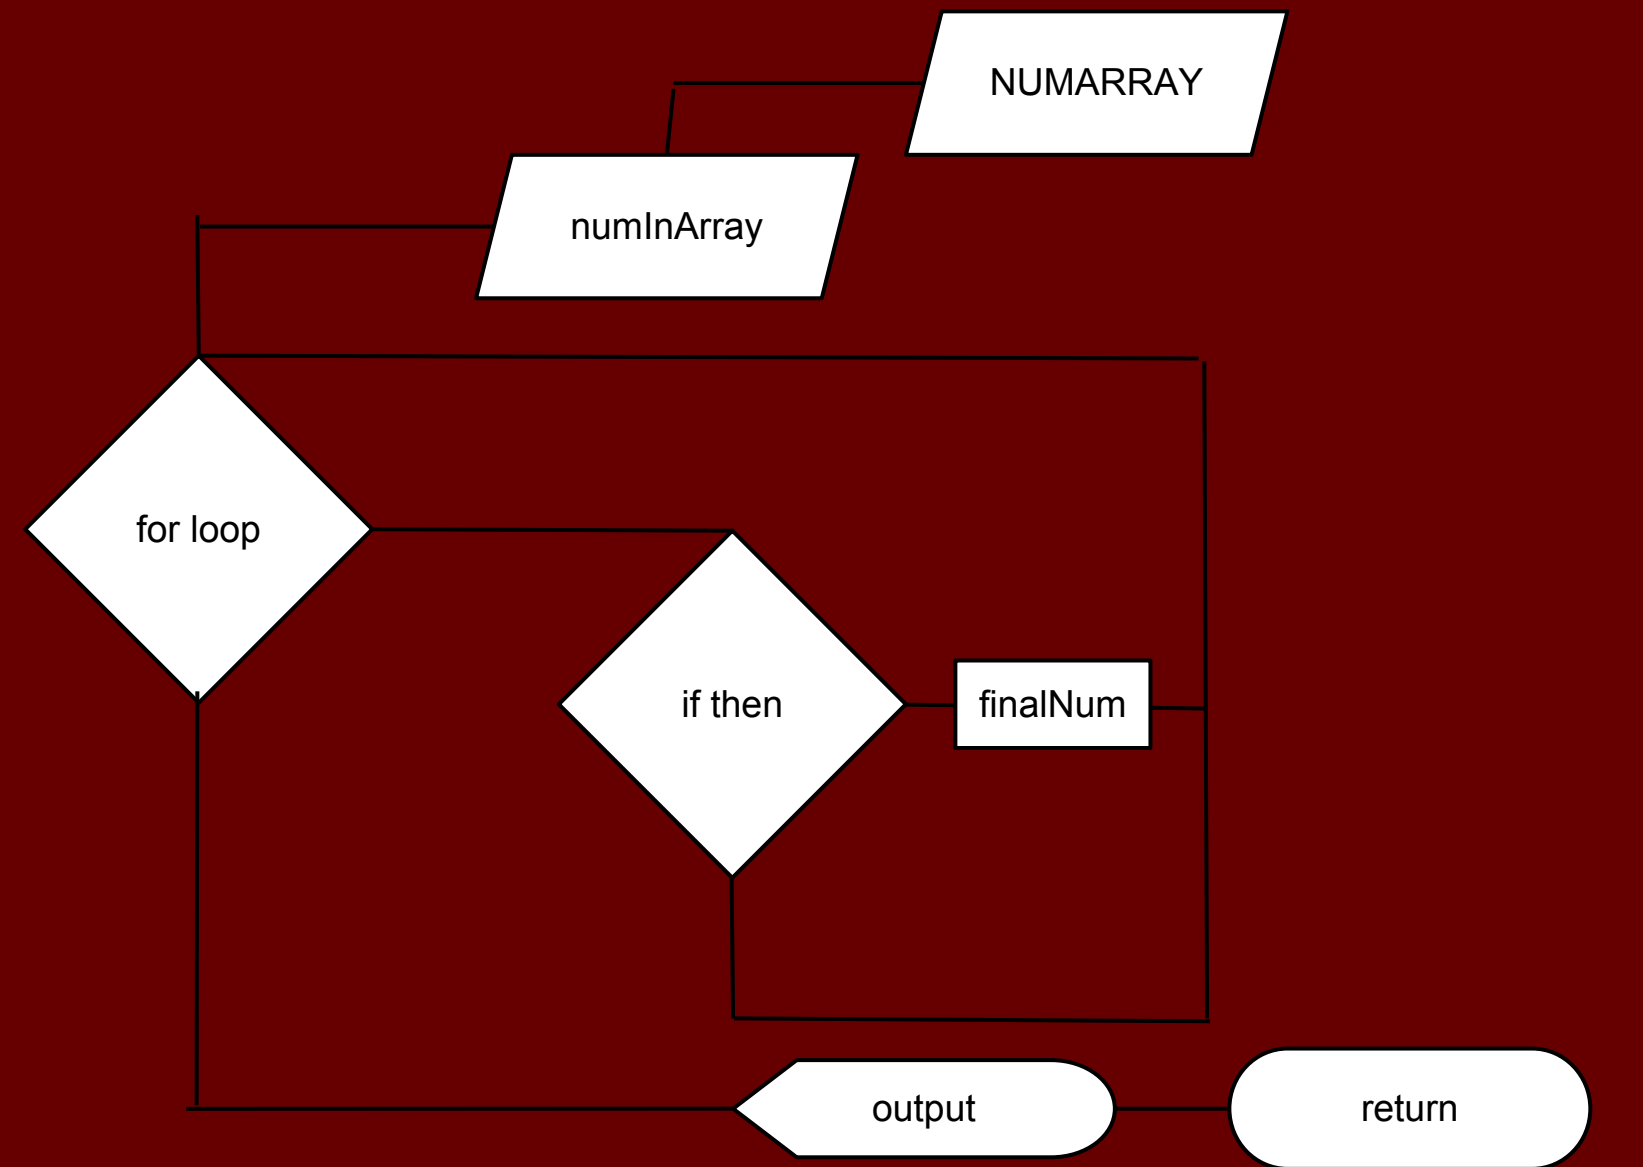 NUMARRAY
numInArray
for loop
if then
finalNum
output
return